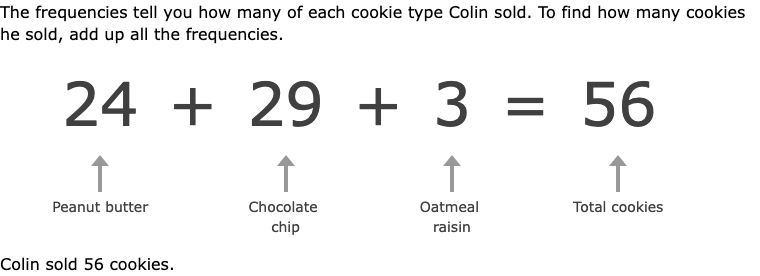 The frequencies tell you how many of each cookie type Colin sold. To find how many cookies
he sold, add up all the frequencies.
24 + 29 + 3 = 56
Peanut butter Chocolate Oatmeal Total cookies
chip raisin
Colin sold 56 cookies.